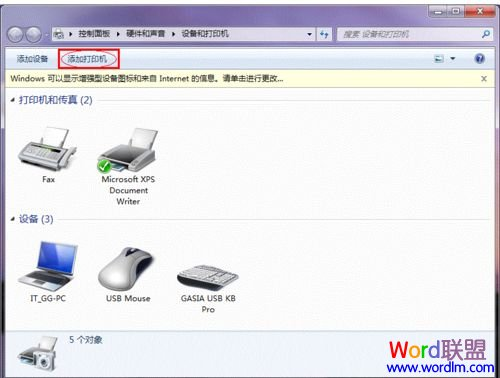 控制面板 ▸ 硬件和声音 ▸ 设备和打印机
搜索 设备和打印机
添加设备 添加打印机
Windows 可以显示增强型设备图标和来自 Internet 的信息。请单击进行更改...
打印机和传真 (2)
Fax
Microsoft XPS
Document
Writer
设备 (3)
IT_GG-PC
USB Mouse
GASIA USB KB
Pro
5 个对象
Word联盟
www.wordlm.com